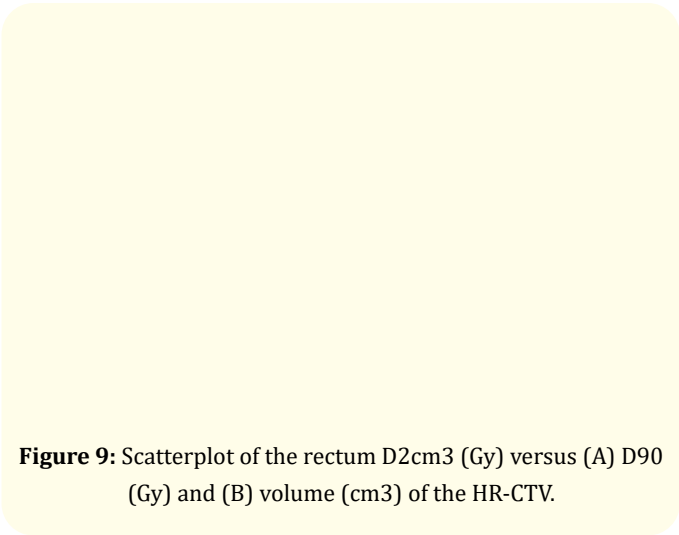 Figure 9: Scatterplot of the rectum D2cm3 (Gy) versus (A) D90
(Gy) and (B) volume (cm3) of the HR-CTV.